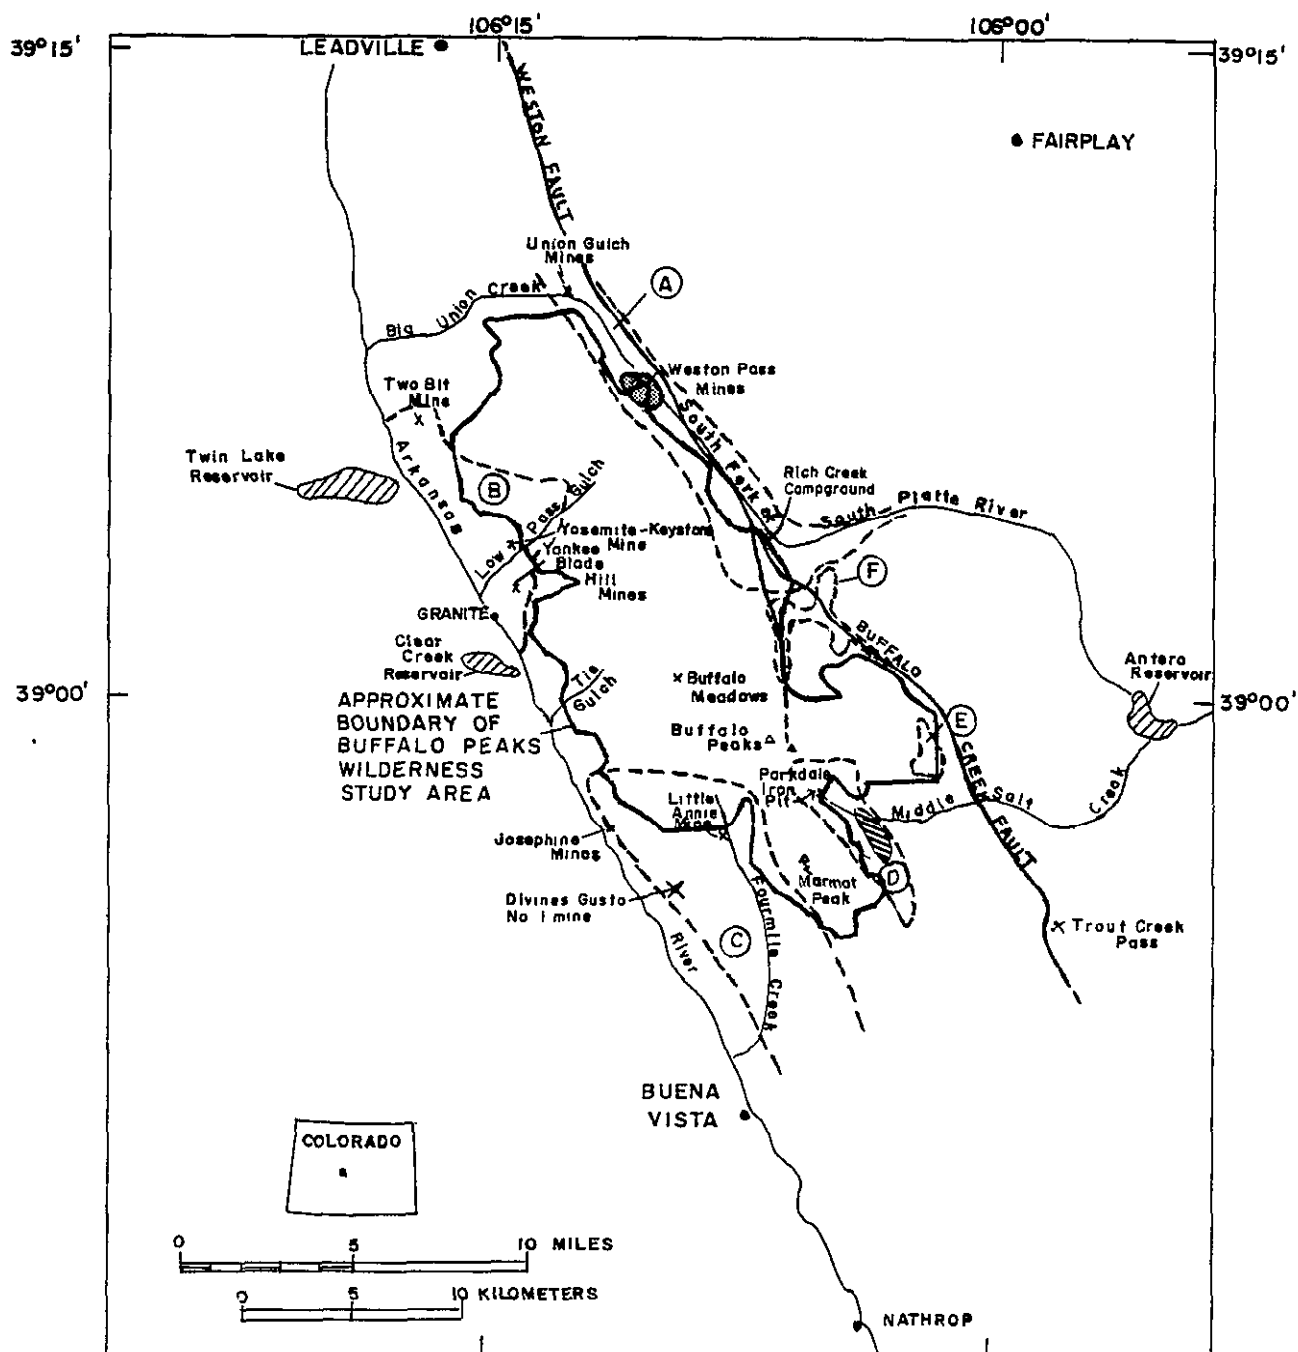 106°15'
106°00'
39°15'
LEADVILLE
39°15'
WESTON FAULT
FAIRPLAY
Union Gulch
Mines
A
Big Union Creek
Weston Pass
Mines
Two Bit
Mine
South Fork of
South Platte River
Twin Lake
Reservoir
Arkansas
B
Low Pass Gulch
Rich Creek
Campground
Yosemite-Keystone
Mine
Yankee
Blade
Hill
Mines
F
GRANITE
BUFFALO
Clear
Creek
Reservoir
Tie
Gulch
Buffalo
Meadows
Antero
Reservoir
39°00'
39°00'
APPROXIMATE
BOUNDARY OF
BUFFALO PEAKS
WILDERNESS
STUDY AREA
Buffalo
Peaks
E
CREEK FAULT
Parkdale
Iron
Pit
Middle Salt Creek
Little
Annie
Mine
Josephine
Mines
Marmot
Peak
D
Divines Gusto
No 1 mine
River
C
Fourmile Creek
Trout Creek
Pass
BUENA
VISTA
COLORADO
0 5 10 MILES
0 5 10 KILOMETERS
NATHROP